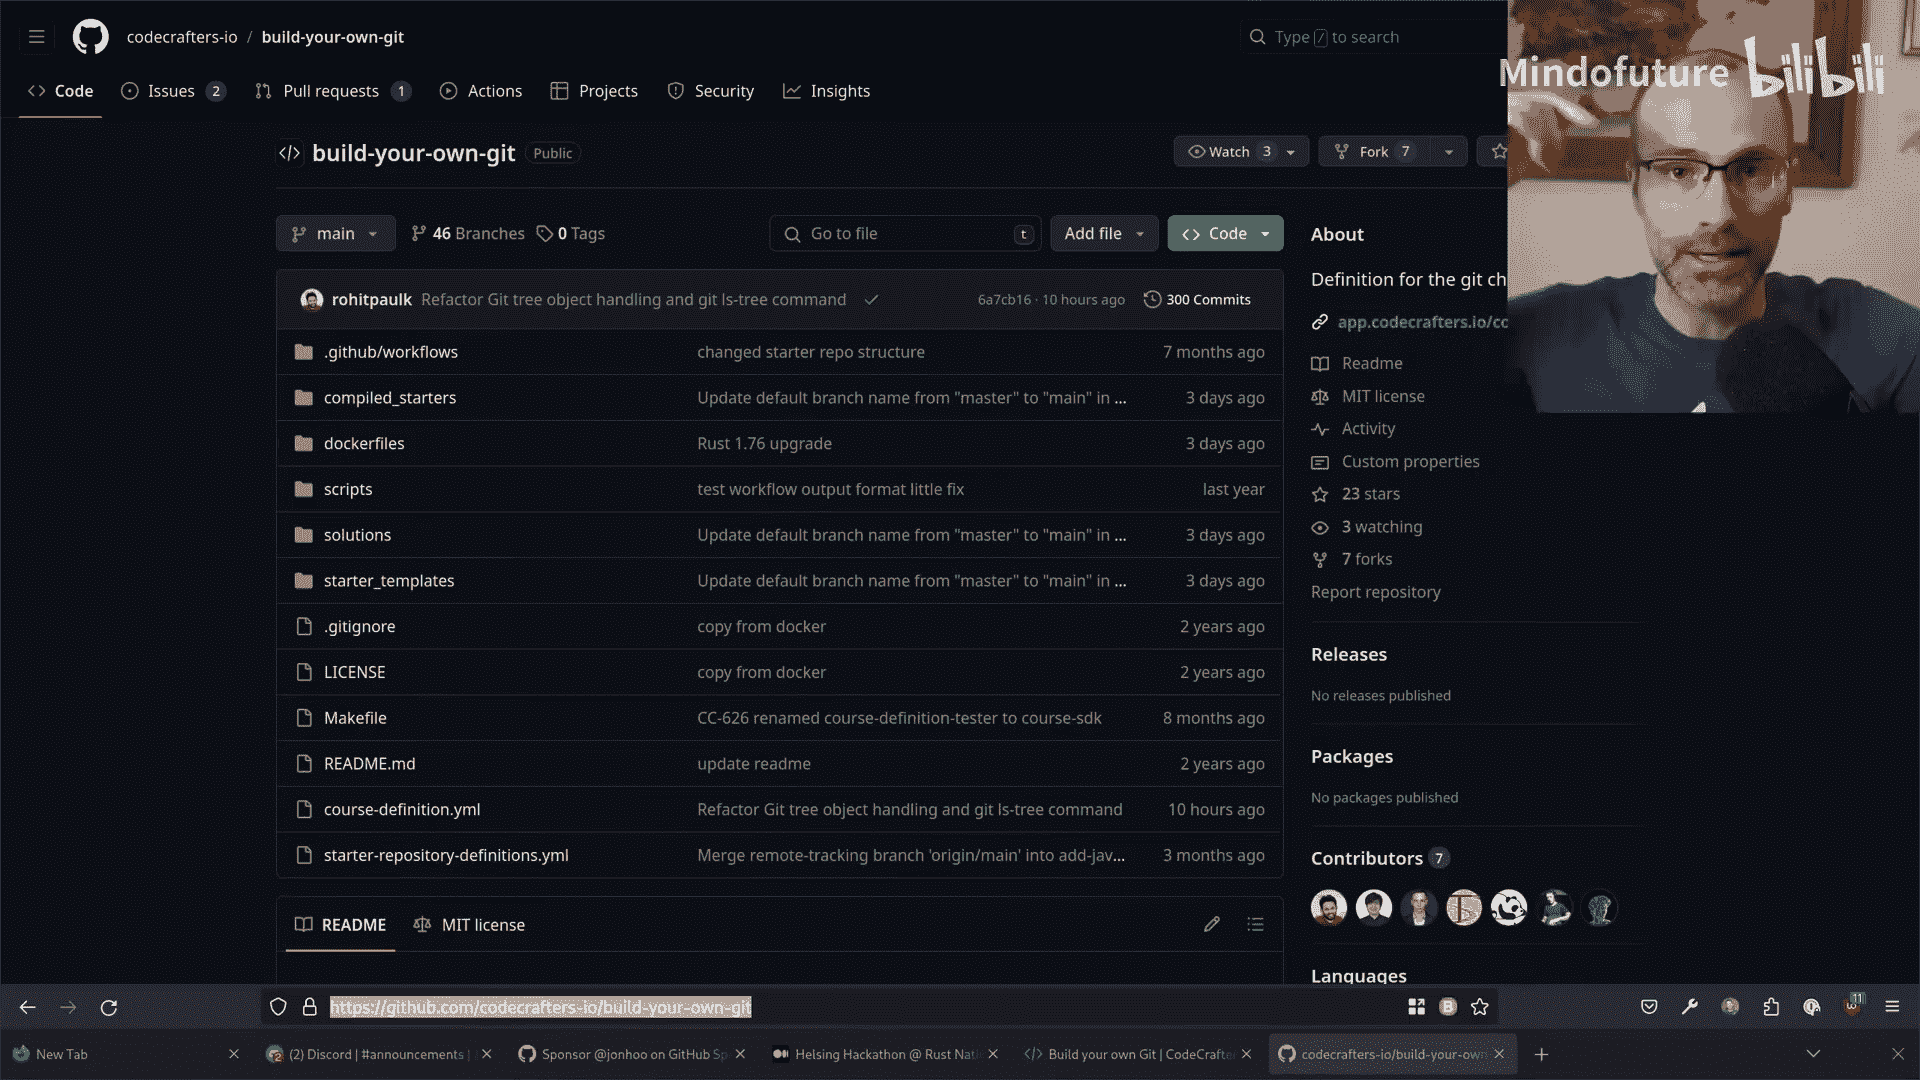 codecrafters-io / build-your-own-git
Type / to search
Mindofuture bilibili
Code
Issues 2
Pull requests 1
Actions
Projects
Security
Insights
build-your-own-git Public
Watch 3
Fork 7
main
46 Branches
0 Tags
Go to file t
Add file
Code
About
rohitpaulk Refactor Git tree object handling and git ls-tree command 6a7cb16 · 10 hours ago 300 Commits
Definition for the git ch
app.codecrafters.io/co
.github/workflows changed starter repo structure 7 months ago
Readme
compiled_starters Update default branch name from "master" to "main" in ... 3 days ago
MIT license
Activity
dockerfiles Rust 1.76 upgrade 3 days ago
Custom properties
scripts test workflow output format little fix last year
23 stars
solutions Update default branch name from "master" to "main" in ... 3 days ago
3 watching
7 forks
starter_templates Update default branch name from "master" to "main" in ... 3 days ago
Report repository
.gitignore copy from docker 2 years ago
Releases
LICENSE copy from docker 2 years ago
No releases published
Makefile CC-626 renamed course-definition-tester to course-sdk 8 months ago
Packages
README.md update readme 2 years ago
No packages published
course-definition.yml Refactor Git tree object handling and git ls-tree command 10 hours ago
starter-repository-definitions.yml Merge remote-tracking branch 'origin/main' into add-jav... 3 months ago
Contributors 7
README
MIT license
Languages
https://github.com/codecrafters-io/build-your-own-git
11
New Tab
(2) Discord | #announcements |
Sponsor @jonhoo on GitHub Sp
Helsing Hackathon @ Rust Nati
Build your own Git | CodeCrafte
codecrafters-io/build-your-own